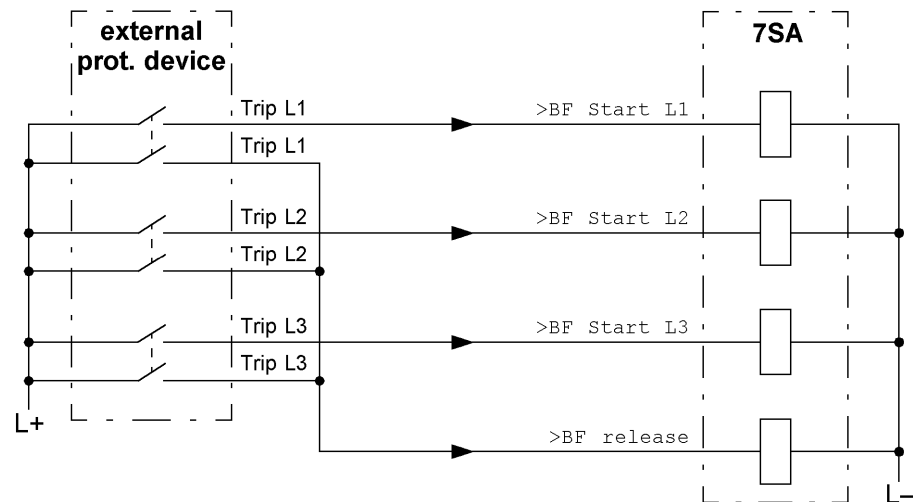 external
prot. device
7SA
Trip L1
>BF Start L1
Trip L1
Trip L2
>BF Start L2
Trip L2
Trip L3
>BF Start L3
Trip L3
L+
>BF release
L–